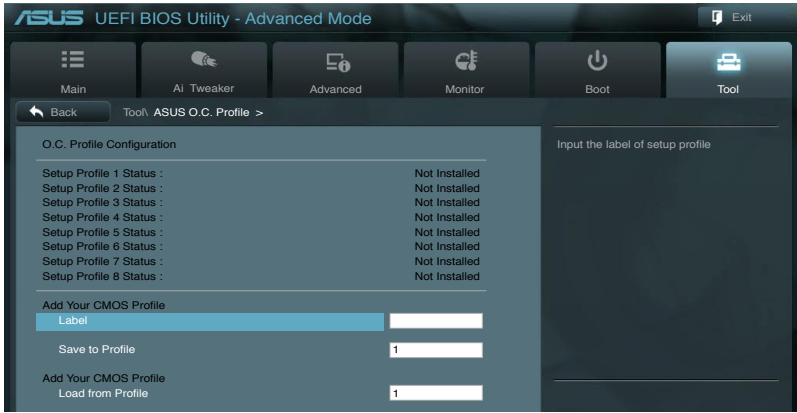 ASUS UEFI BIOS Utility - Advanced Mode
Exit
Main
Ai Tweaker
Advanced
Monitor
Boot
Tool
Back
Tool\ ASUS O.C. Profile >
O.C. Profile Configuration
Input the label of setup profile
Setup Profile 1 Status : Not Installed
Setup Profile 2 Status : Not Installed
Setup Profile 3 Status : Not Installed
Setup Profile 4 Status : Not Installed
Setup Profile 5 Status : Not Installed
Setup Profile 6 Status : Not Installed
Setup Profile 7 Status : Not Installed
Setup Profile 8 Status : Not Installed
Add Your CMOS Profile
Label
Save to Profile 1
Add Your CMOS Profile
Load from Profile 1